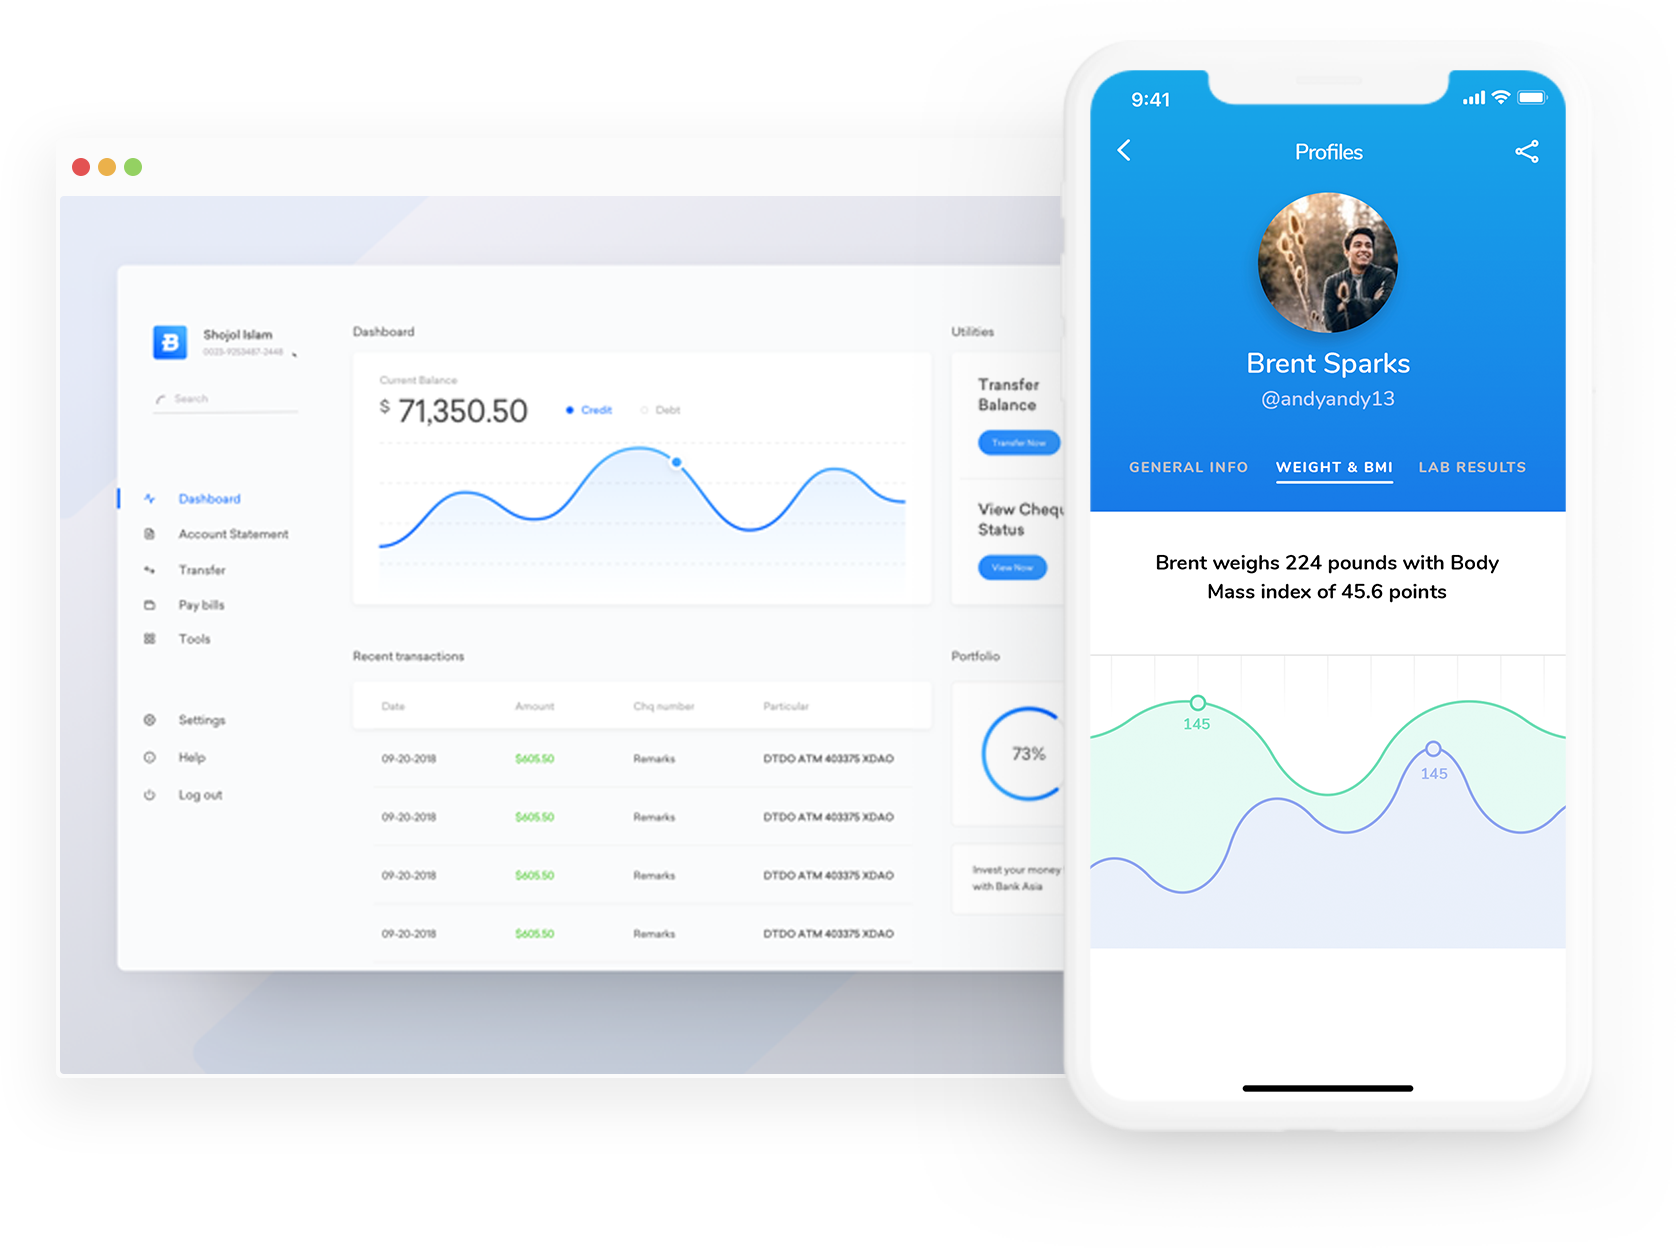 Shojol Islam
0023-9253487-2448
Search
Dashboard
Account Statement
Transfer
Pay bills
Tools
Settings
Help
Log out
Dashboard
Current Balance
$ 71,350.50
Credit
Debt
Recent transactions
Date Amount Chq number Particular
09-20-2018 $605.50 Remarks DTDO ATM 403375 XDAO
09-20-2018 $605.50 Remarks DTDO ATM 403375 XDAO
09-20-2018 $605.50 Remarks DTDO ATM 403375 XDAO
09-20-2018 $605.50 Remarks DTDO ATM 403375 XDAO
Utilities
Transfer
Balance
Transfer Now
View Chequ
Status
View Now
Portfolio
73%
Invest your money
with Bank Asia
9:41
Profiles
Brent Sparks
@andyandy13
GENERAL INFO WEIGHT & BMI LAB RESULTS
Brent weighs 224 pounds with Body
Mass index of 45.6 points
145
145